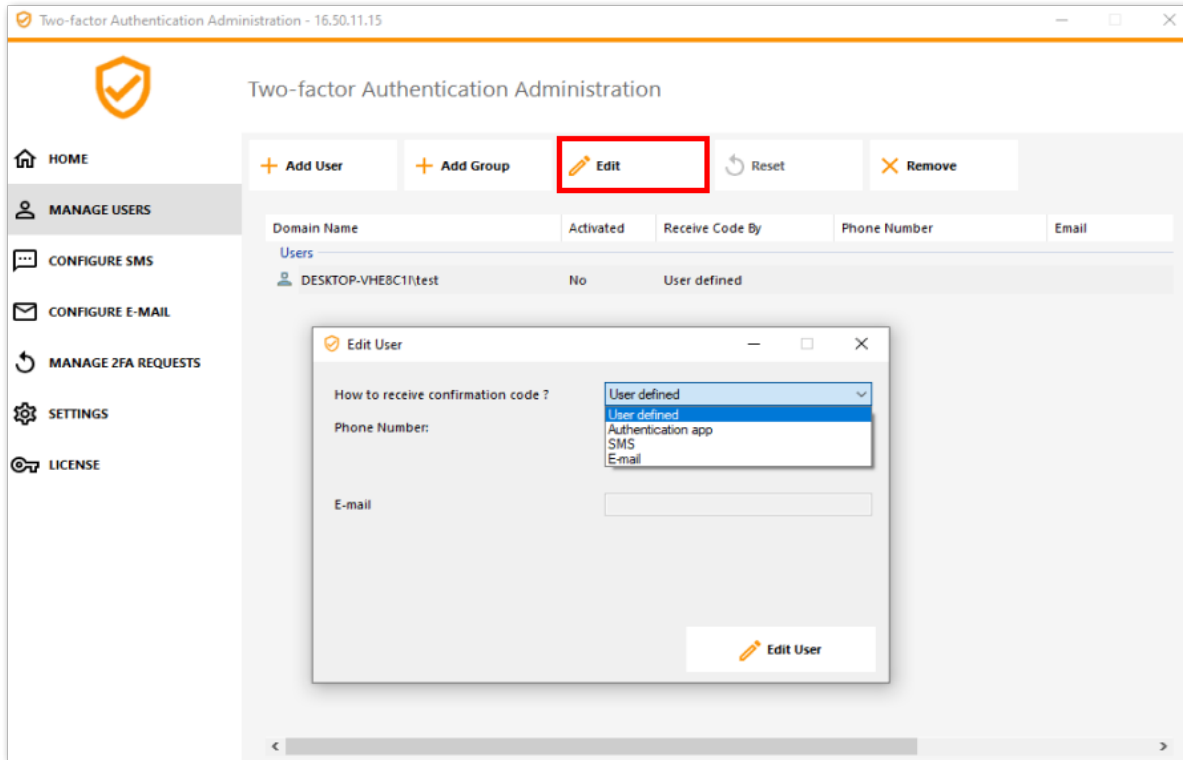 Two-factor Authentication Administration - 16.50.11.15
Two-factor Authentication Administration
HOME
MANAGE USERS
CONFIGURE SMS
CONFIGURE E-MAIL
MANAGE 2FA REQUESTS
SETTINGS
LICENSE
Add User Add Group Edit Reset Remove
Domain Name Activated Receive Code By Phone Number Email
Users
DESKTOP-VHE8C1I\test No User defined
Edit User
How to receive confirmation code ? User defined
User defined
Authentication app
SMS
E-mail
Phone Number:
E-mail
Edit User